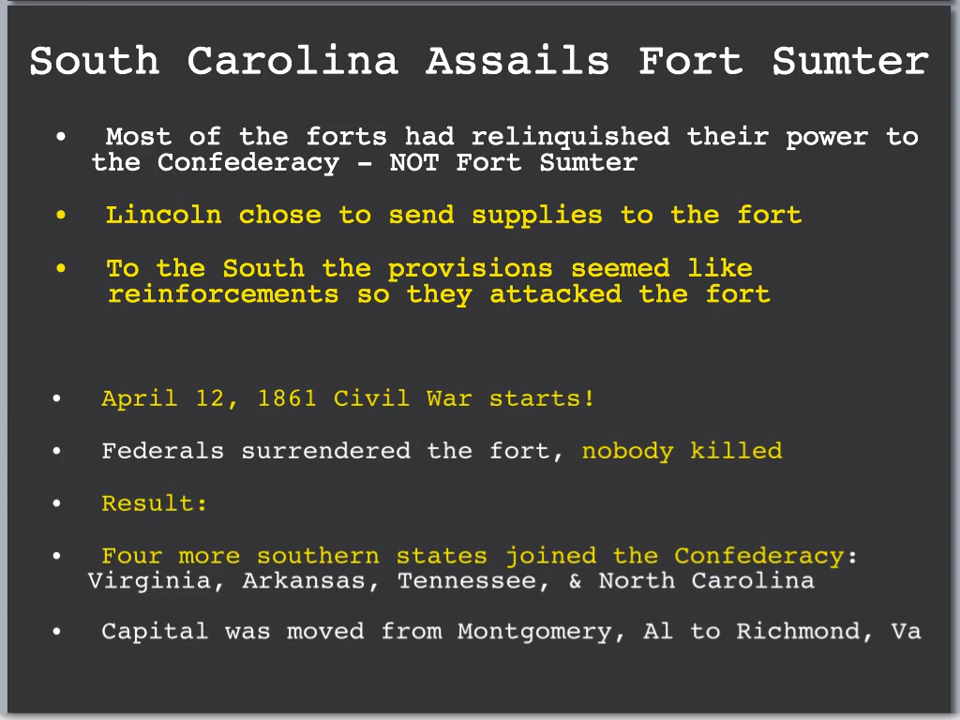 South Carolina Assails Fort Sumter
• Most of the forts had relinquished their power to
the Confederacy – NOT Fort Sumter
• Lincoln chose to send supplies to the fort
• To the South the provisions seemed like
reinforcements so they attacked the fort
• April 12, 1861 Civil War starts!
• Federals surrendered the fort, nobody killed
• Result:
• Four more southern states joined the Confederacy:
Virginia, Arkansas, Tennessee, & North Carolina
• Capital was moved from Montgomery, Al to Richmond, Va